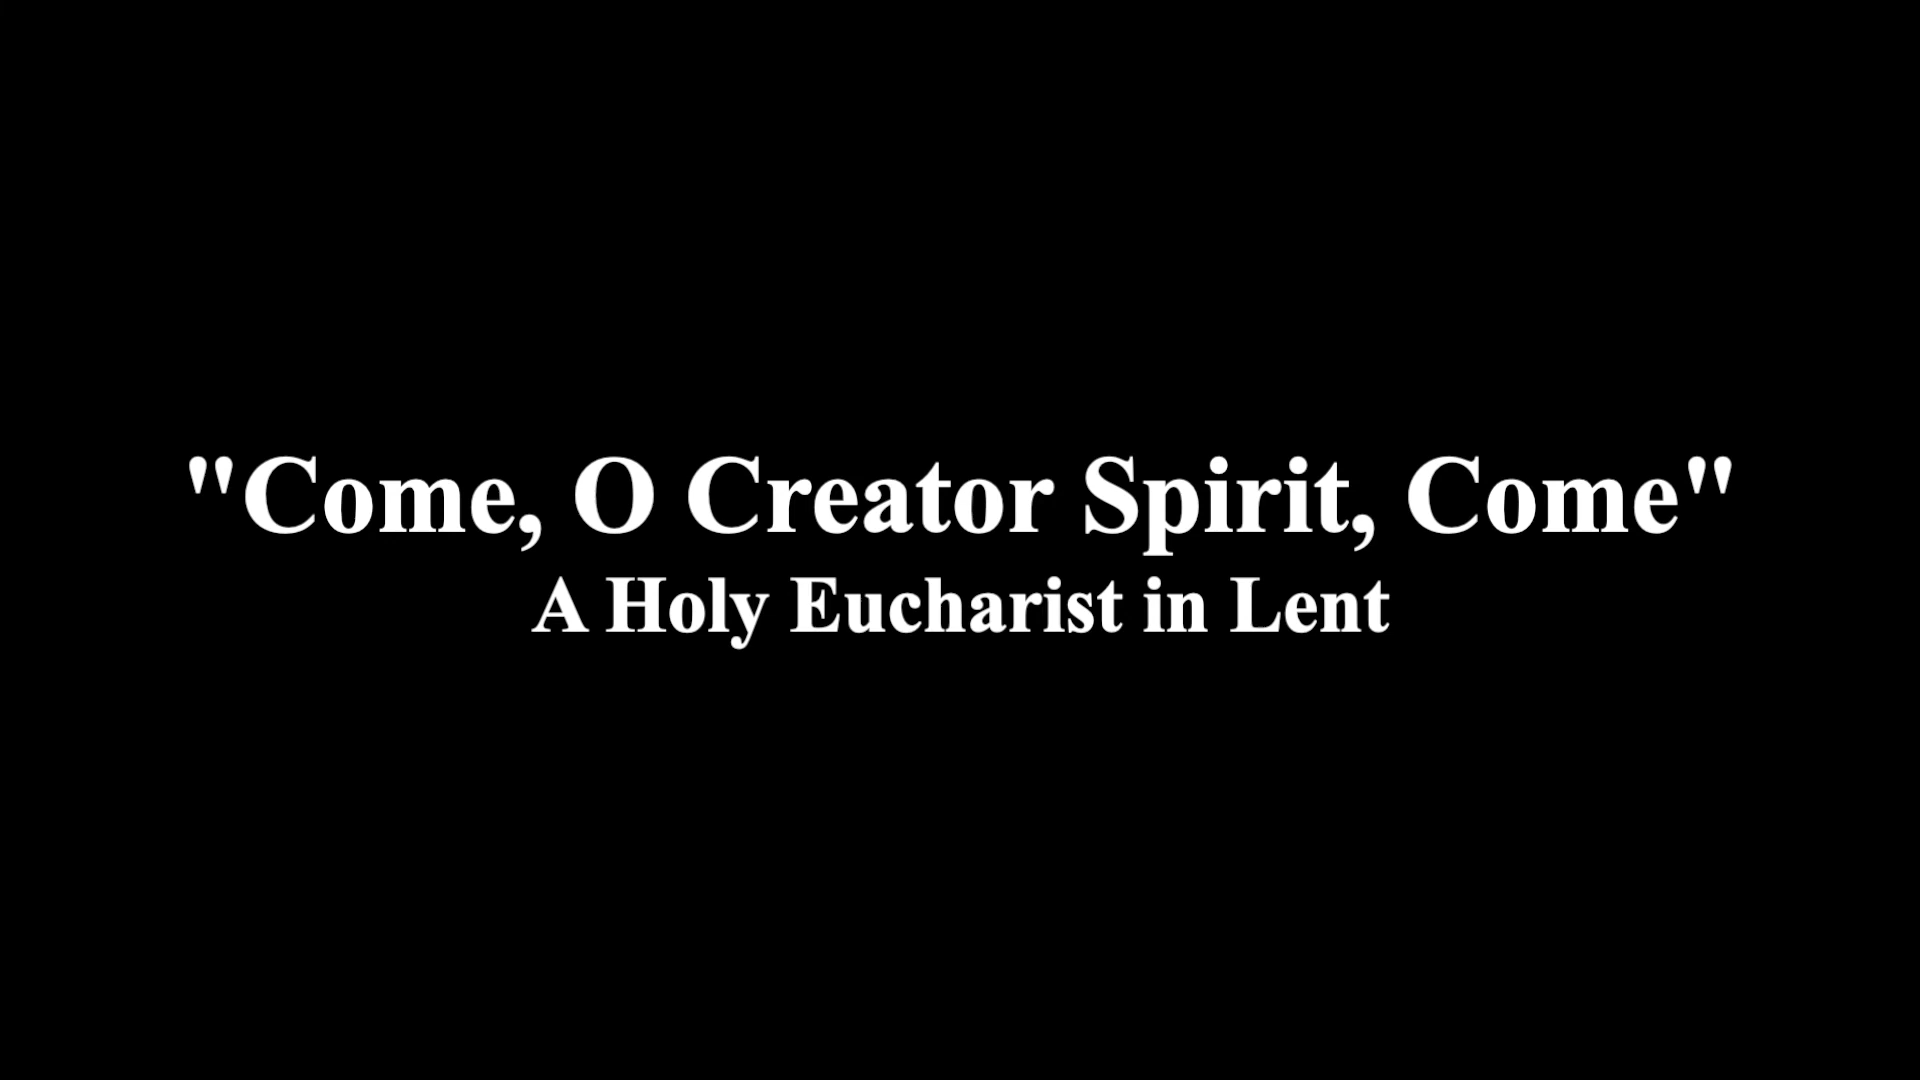 "Come, O Creator Spirit, Come"
A Holy Eucharist in Lent